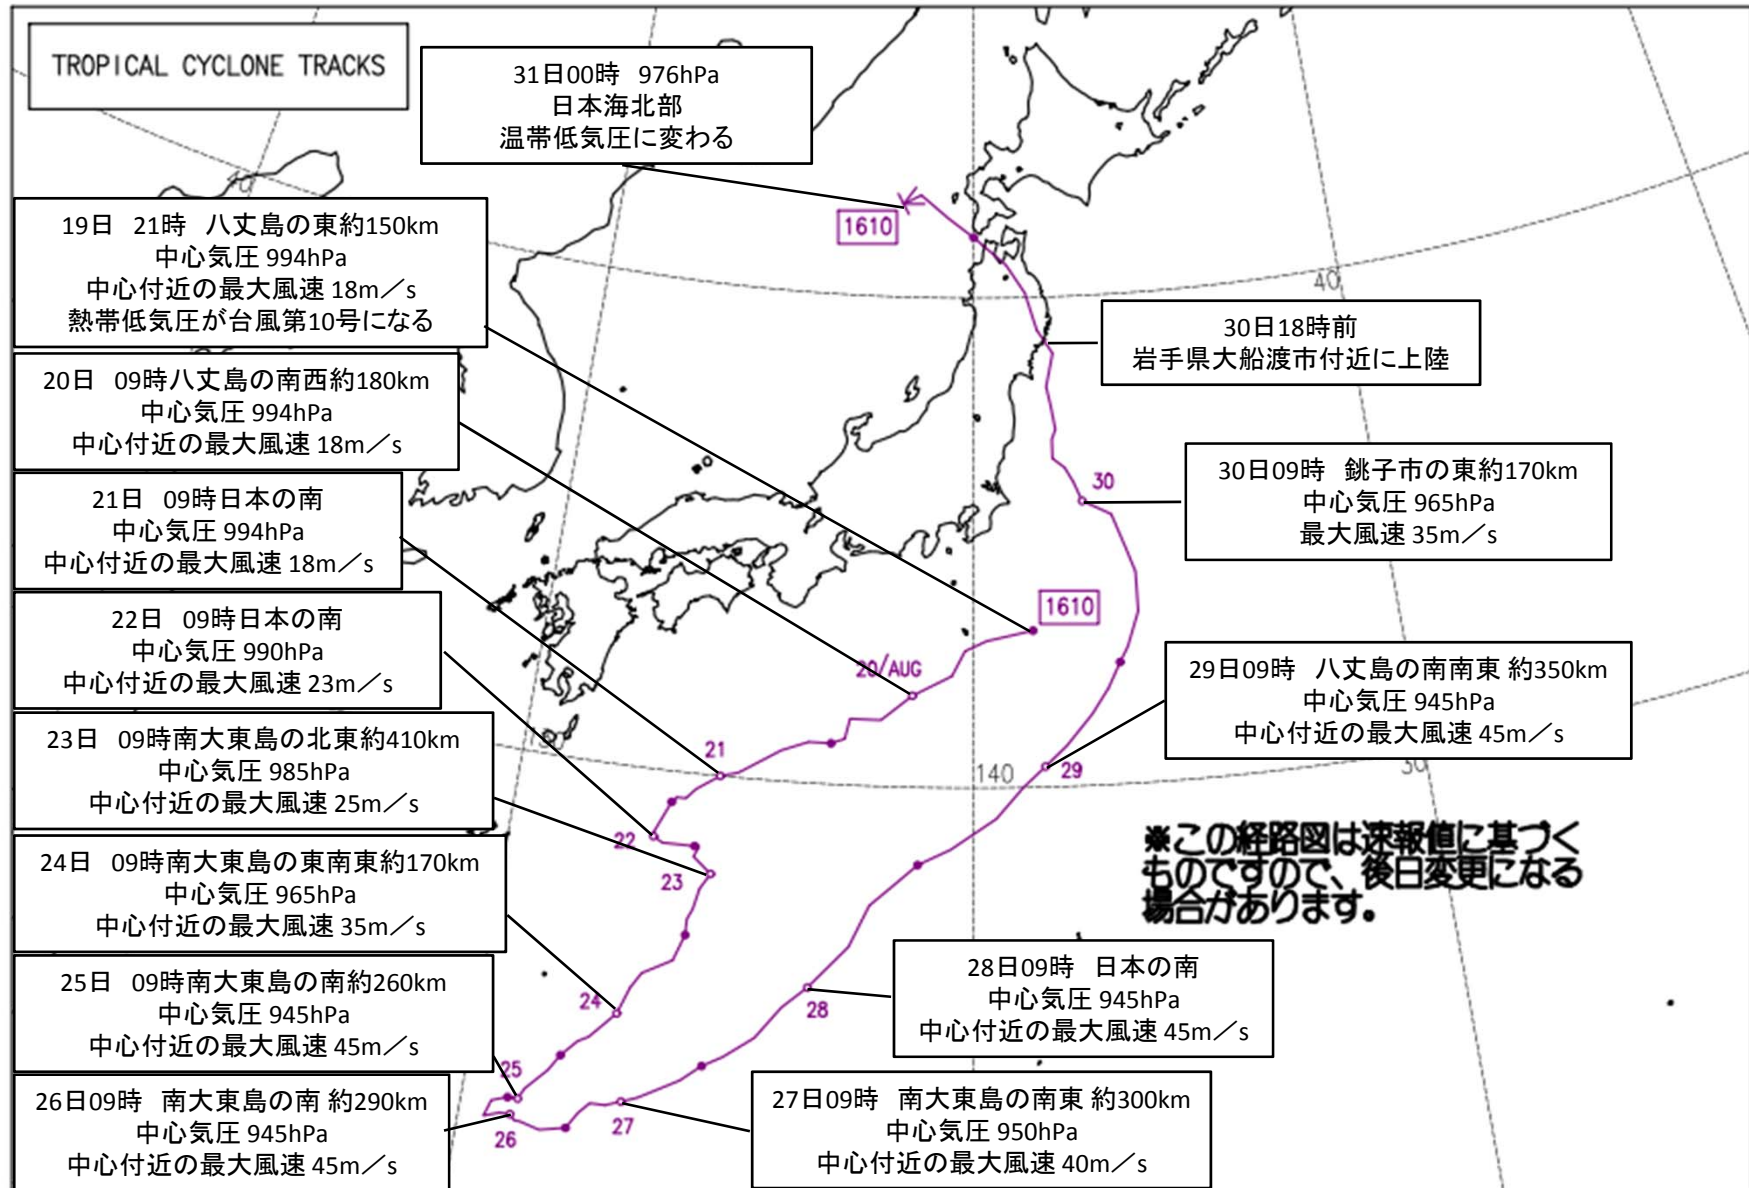 TROPICAL CYCLONE TRACKS
31日00時 976hPa
日本海北部
温帯低気圧に変わる
19日 21時 八丈島の東約150km
中心気圧 994hPa
中心付近の最大風速 18m／s
熱帯低気圧が台風第10号になる
1610
40
30日18時前
岩手県大船渡市付近に上陸
20日 09時八丈島の南西約180km
中心気圧 994hPa
中心付近の最大風速 18m／s
30
30日09時 銚子市の東約170km
中心気圧 965hPa
最大風速 35m／s
21日 09時日本の南
中心気圧 994hPa
中心付近の最大風速 18m／s
1610
22日 09時日本の南
中心気圧 990hPa
中心付近の最大風速 23m／s
20/AUG
29日09時 八丈島の南南東 約350km
中心気圧 945hPa
中心付近の最大風速 45m／s
23日 09時南大東島の北東約410km
中心気圧 985hPa
中心付近の最大風速 25m／s
21
140
29
30
22
23
※この経路図は速報値に基づく
ものですので、後日変更になる
場合があります。
24日 09時南大東島の東南東約170km
中心気圧 965hPa
中心付近の最大風速 35m／s
24
28
28日09時 日本の南
中心気圧 945hPa
中心付近の最大風速 45m／s
25日 09時南大東島の南約260km
中心気圧 945hPa
中心付近の最大風速 45m／s
25
26日09時 南大東島の南 約290km
中心気圧 945hPa
中心付近の最大風速 45m／s
26
27
27日09時 南大東島の南東 約300km
中心気圧 950hPa
中心付近の最大風速 40m／s